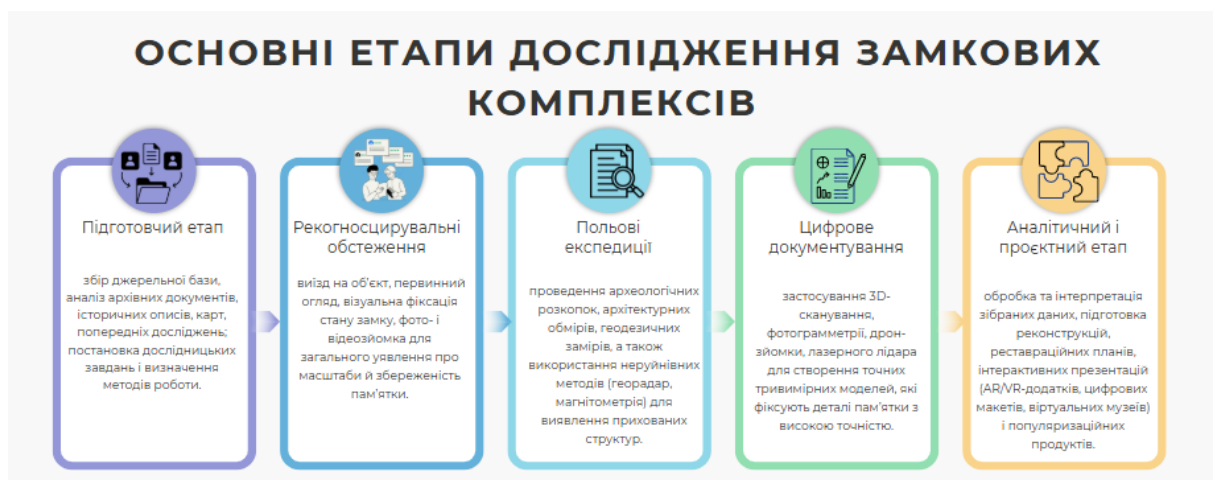 ОСНОВНІ ЕТАПИ ДОСЛІДЖЕННЯ ЗАМКОВИХ
КОМПЛЕКСІВ
Підготовчий етап
збір джерельної бази,
аналіз архівних документів,
історичних описів, карт,
попередніх досліджень;
постановка дослідницьких
завдань і визначення
методів роботи.
Рекогносцирувальні
обстеження
виїзд на об’єкт, первинний
огляд, візуальна фіксація
стану замку, фото- і
відеозйомка для
загального уявлення про
масштаби й збереженість
пам’ятки.
Польові
експедиції
проведення археологічних
розкопок, архітектурних
обмірів, геодезичних
замірів, а також
використання неруйнівних
методів (георадар,
магнітометрія) для
виявлення прихованих
структур.
Цифрове
документування
застосування 3D-
сканування,
фотограмметрії, дрон-
зйомки, лазерного лідара
для створення точних
тривимірних моделей, які
фіксують деталі пам’ятки з
високою точністю.
Аналітичний і
проєктний етап
обробка та інтерпретація
зібраних даних, підготовка
реконструкцій,
реставраційних планів,
інтерактивних презентацій
(AR/VR-додатків, цифрових
макетів, віртуальних музеїв)
і популяризаційних
продуктів.